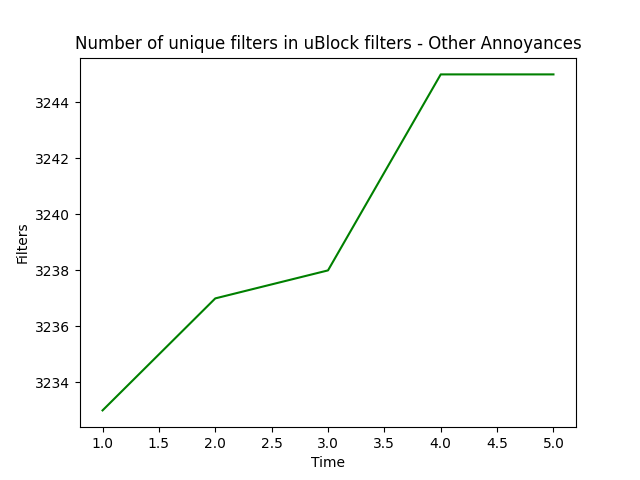 Number of unique filters in uBlock filters - Other Annoyances
3244
3242
3240
3238
3236
3234
Filters
1.0 1.5 2.0 2.5 3.0 3.5 4.0 4.5 5.0
Time